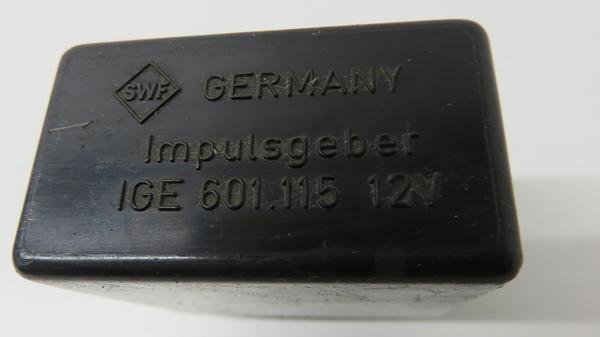 SWF GERMANY
Impulsgeber
IGE 601.115 12V